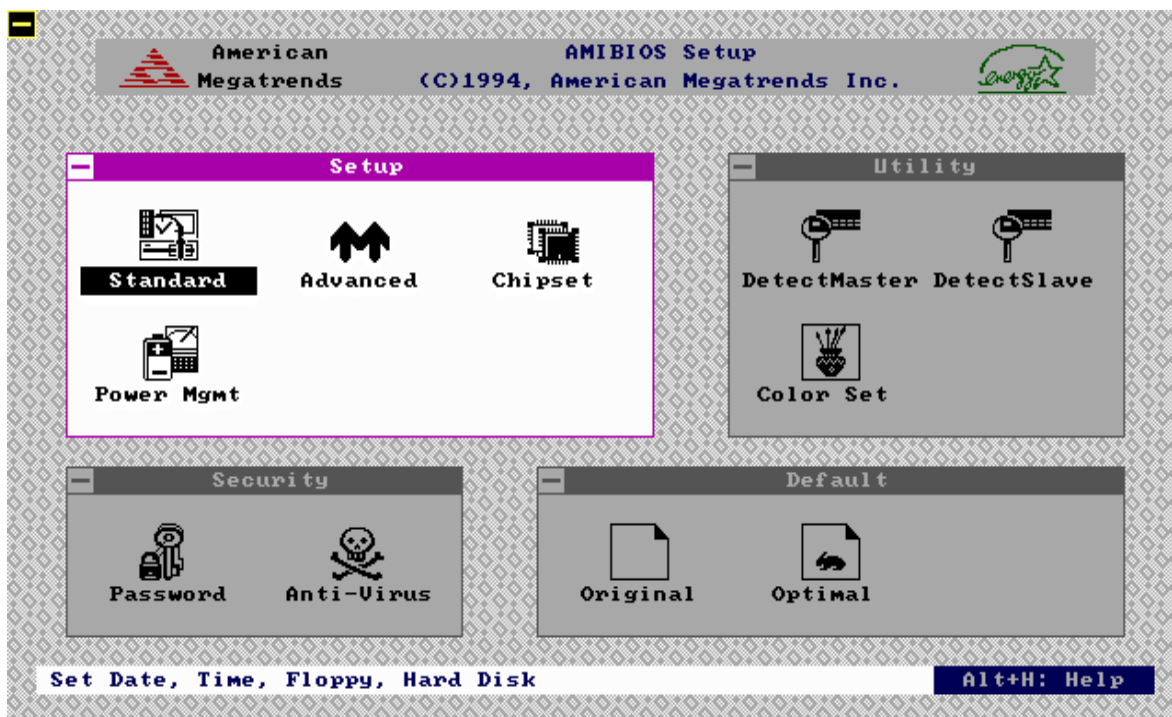 American Megatrends
AMIBIOS Setup
(C)1994, American Megatrends Inc.
energy
Setup
Standard
Advanced
Chipset
Power Mgmt
Utility
DetectMaster
DetectSlave
Color Set
Security
Password
Anti-Virus
Default
Original
Optimal
Set Date, Time, Floppy, Hard Disk
Alt+H: Help